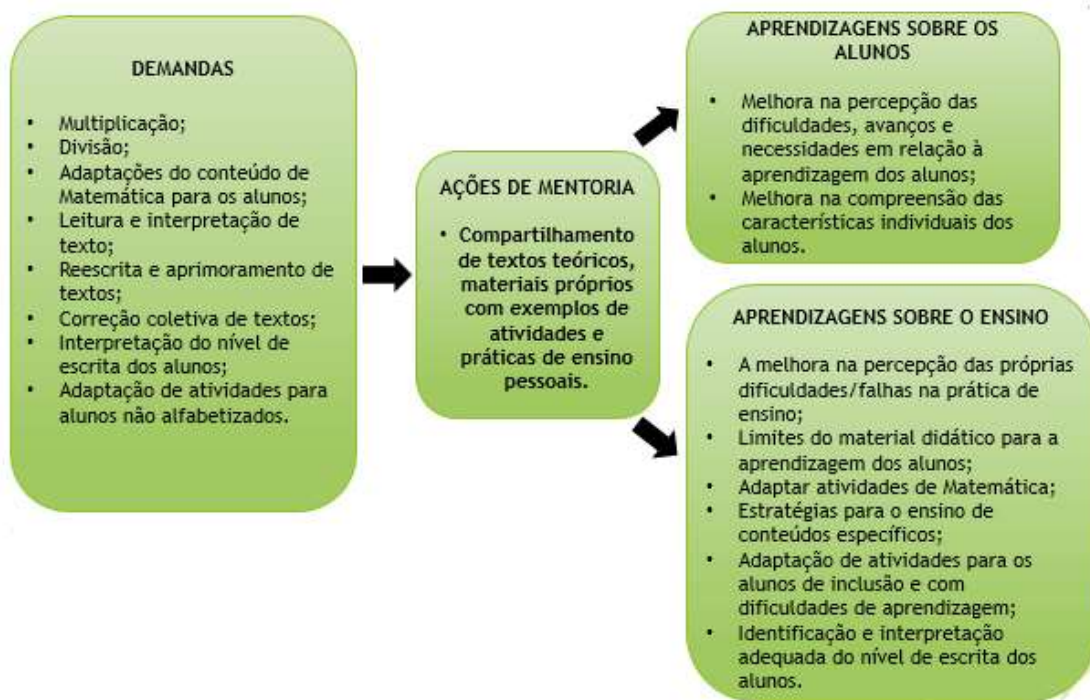 DEMANDAS
• Multiplicação;
• Divisão;
• Adaptações do conteúdo de
Matemática para os alunos;
• Leitura e interpretação de
texto;
• Reescrita e aprimoramento de
textos;
• Correção coletiva de textos;
• Interpretação do nível de
escrita dos alunos;
• Adaptação de atividades para
alunos não alfabetizados.
AÇÕES DE MENTORIA
• Compartilhamento
de textos teóricos,
materiais próprios
com exemplos de
atividades e
práticas de ensino
pessoais.
APRENDIZAGENS SOBRE OS
ALUNOS
• Melhora na percepção das
dificuldades, avanços e
necessidades em relação à
aprendizagem dos alunos;
• Melhora na compreensão das
características individuais dos
alunos.
APRENDIZAGENS SOBRE O ENSINO
• A melhora na percepção das próprias
dificuldades/falhas na prática de
ensino;
• Limites do material didático para a
aprendizagem dos alunos;
• Adaptar atividades de Matemática;
• Estratégias para o ensino de
conteúdos específicos;
• Adaptação de atividades para os
alunos de inclusão e com
dificuldades de aprendizagem;
• Identificação e interpretação
adequada do nível de escrita dos
alunos.